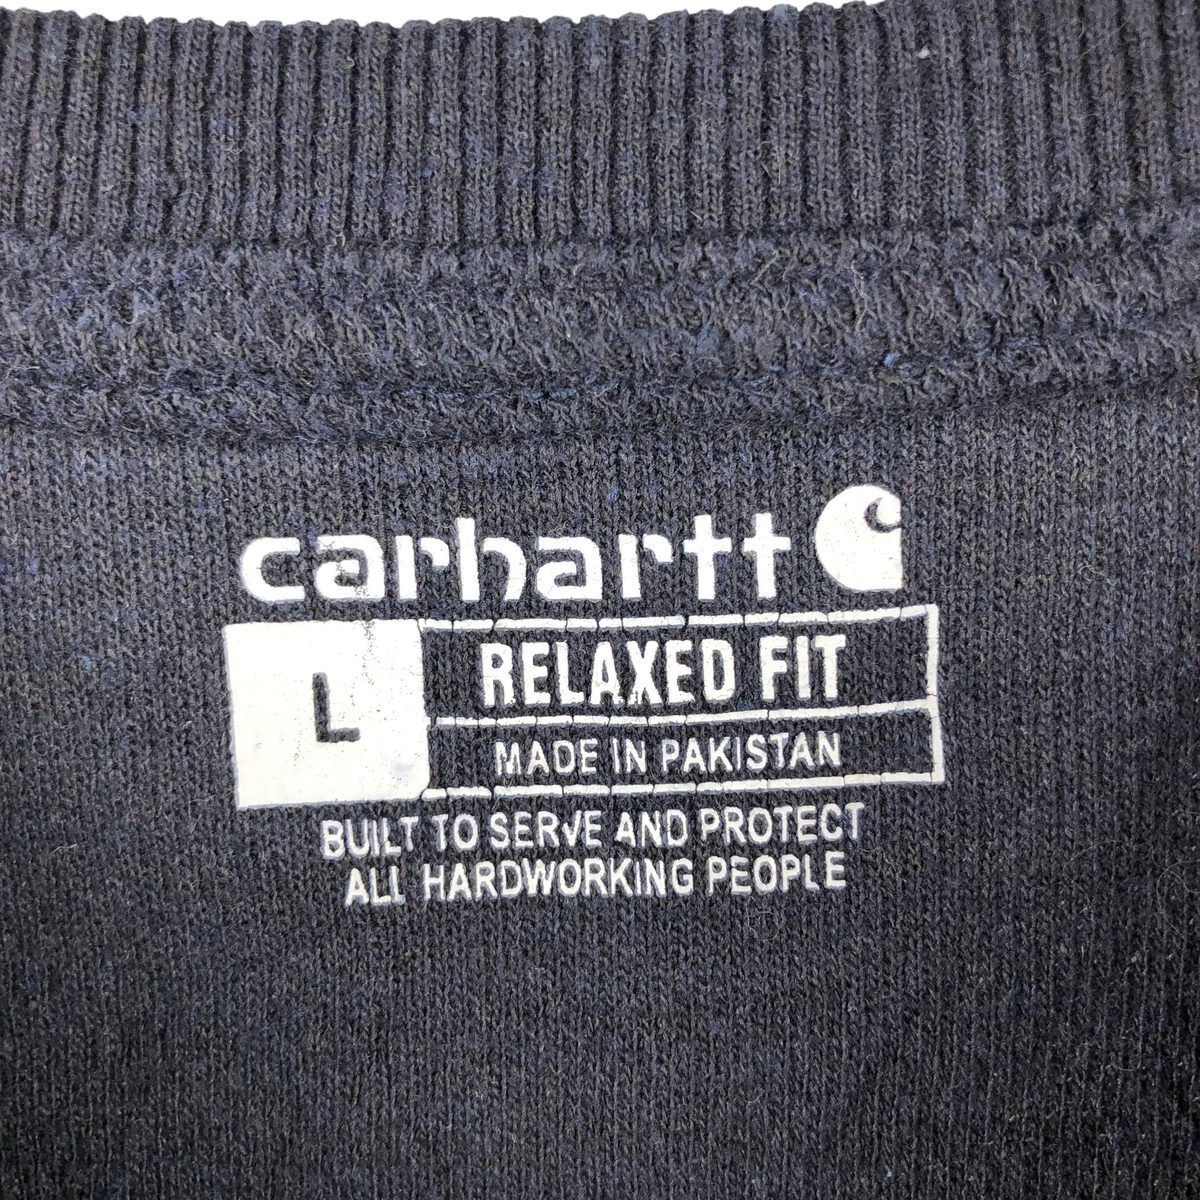 carhartt
L
RELAXED FIT
MADE IN PAKISTAN
BUILT TO SERVE AND PROTECT
ALL HARDWORKING PEOPLE